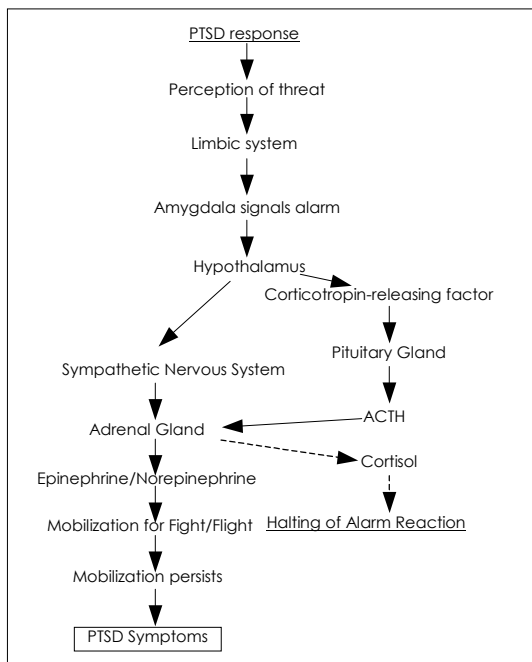 PTSD response
Perception of threat
Limbic system
Amygdala signals alarm
Hypothalamus
Corticotropin-releasing factor
Pituitary Gland
Sympathetic Nervous System
ACTH
Adrenal Gland
Cortisol
Epinephrine/Norepinephrine
Mobilization for Fight/Flight
Halting of Alarm Reaction
Mobilization persists
PTSD Symptoms